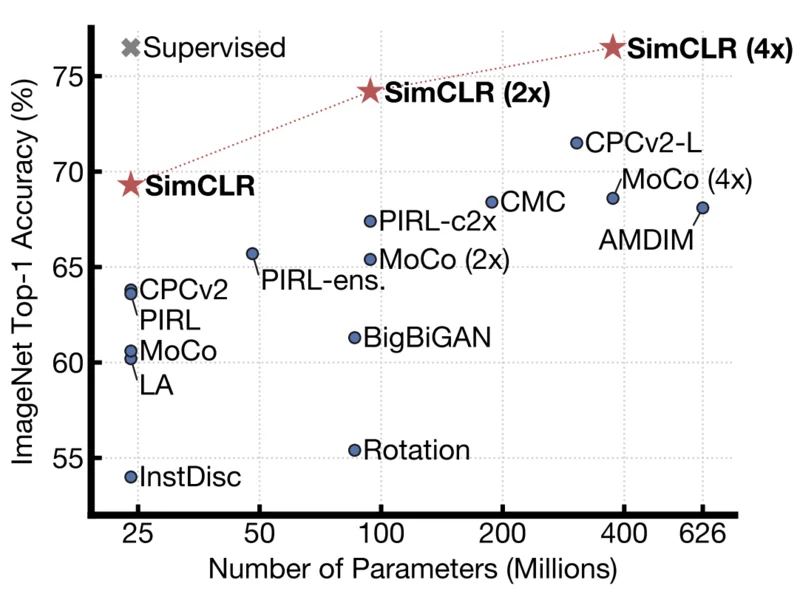 Supervised
SimCLR (4x)
75
SimCLR (2x)
CPCv2-L
70
MoCo (4x)
SimCLR
CMC
PIRL-c2x
AMDIM
65
MoCo (2x)
PIRL-ens.
CPCv2
PIRL
BigBiGAN
MoCo
60
LA
55
Rotation
InstDisc
25 50 100 200 400 626
Number of Parameters (Millions)
ImageNet Top-1 Accuracy (%)